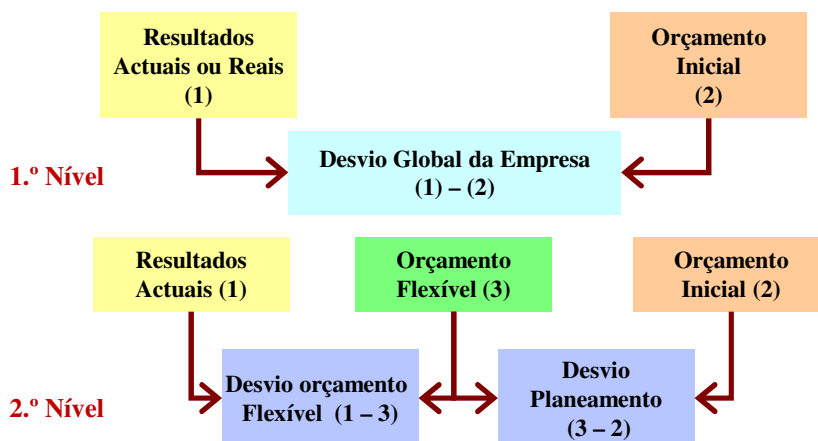 Resultados
Actuais ou Reais
(1)
Orçamento
Inicial
(2)
1.º Nível
Desvio Global da Empresa
(1) – (2)
Resultados
Actuais (1)
Orçamento
Flexível (3)
Orçamento
Inicial (2)
2.º Nível
Desvio orçamento
Flexível (1 – 3)
Desvio
Planeamento
(3 – 2)